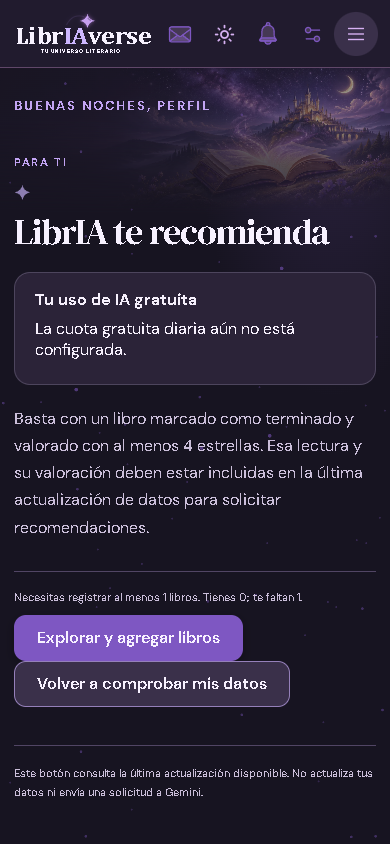 LibrIAverse
TU UNIVERSO LITERARIO
BUENAS NOCHES, PERFIL
PARA TI
LibrIA te recomienda
Tu uso de IA gratuita
La cuota gratuita diaria aún no está
configurada.
Basta con un libro marcado como terminado y
valorado con al menos 4 estrellas. Esa lectura y
su valoración deben estar incluidas en la última
actualización de datos para solicitar
recomendaciones.
Necesitas registrar al menos 1 libros. Tienes 0; te faltan 1.
Explorar y agregar libros
Volver a comprobar mis datos
Este botón consulta la última actualización disponible. No actualiza tus
datos ni envía una solicitud a Gemini.